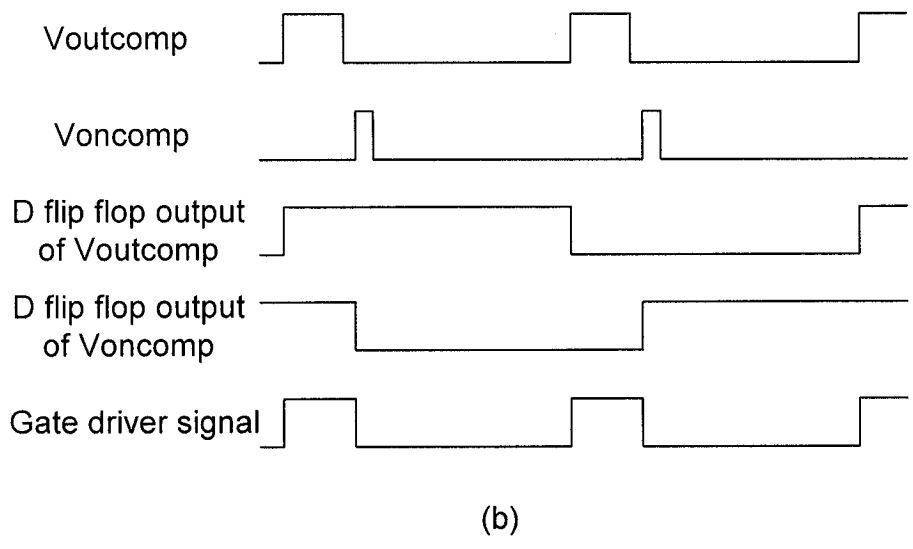 Voutcomp
Voncomp
D flip flop output
of Voutcomp
D flip flop output
of Voncomp
Gate driver signal
(b)